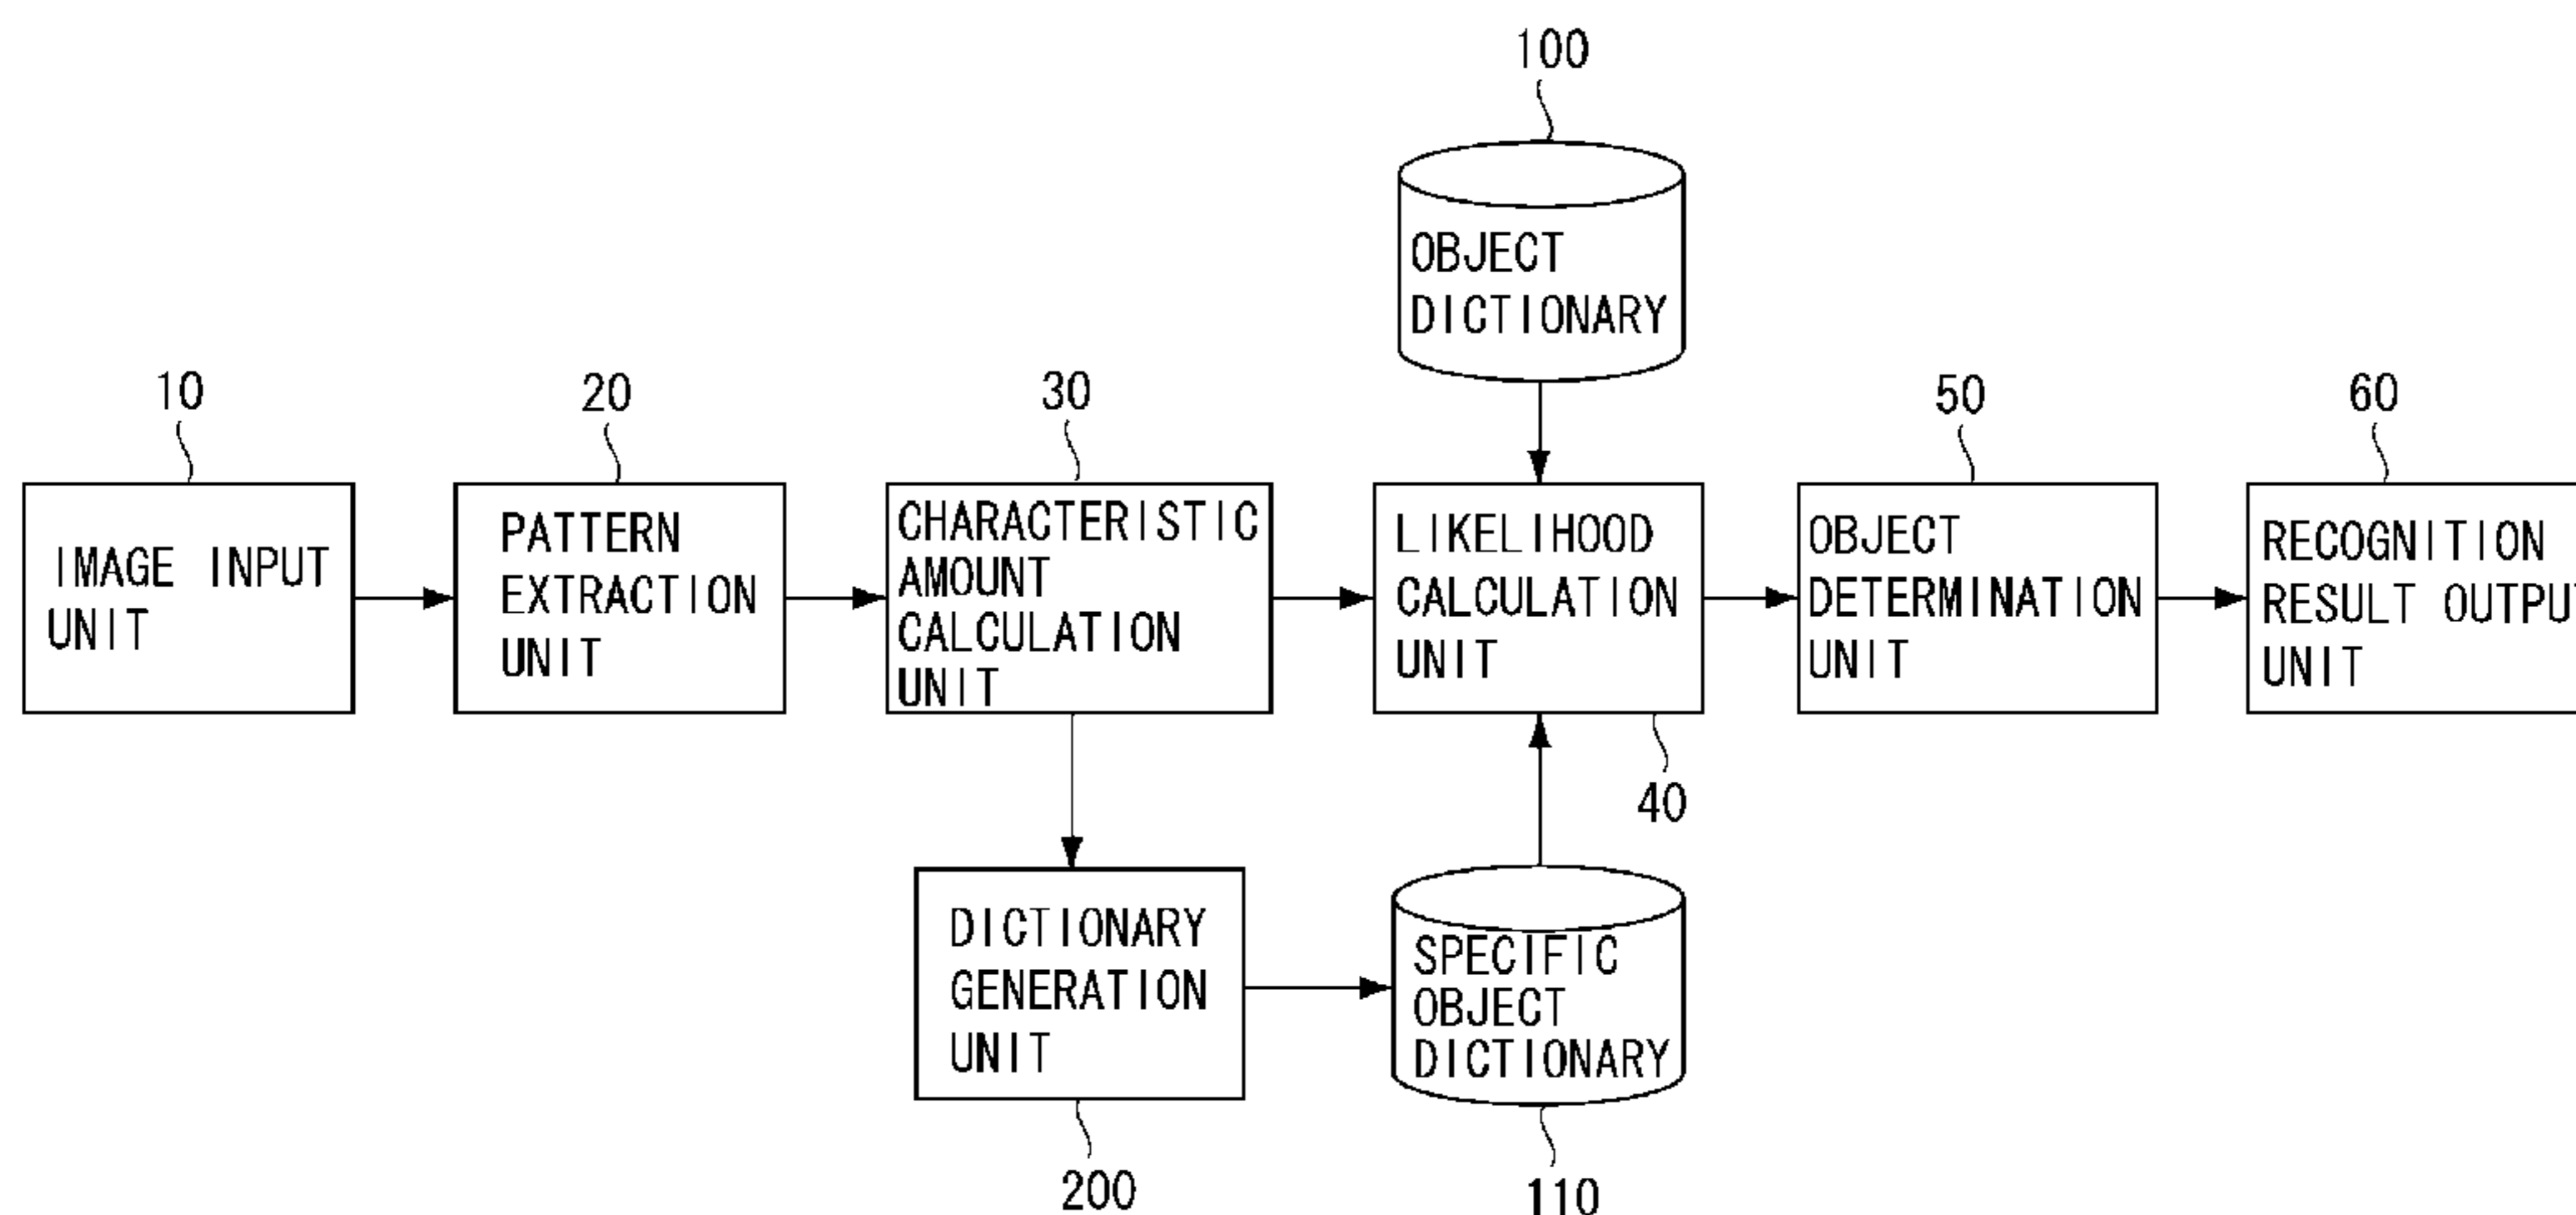 100
OBJECT
DICTIONARY
10
IMAGE INPUT
UNIT
20
PATTERN
EXTRACTION
UNIT
30
CHARACTERISTIC
AMOUNT
CALCULATION
UNIT
LIKELIHOOD
CALCULATION
UNIT
40
50
OBJECT
DETERMINATION
UNIT
60
RECOGNITION
RESULT OUTPUT
UNIT
DICTIONARY
GENERATION
UNIT
200
SPECIFIC
OBJECT
DICTIONARY
110